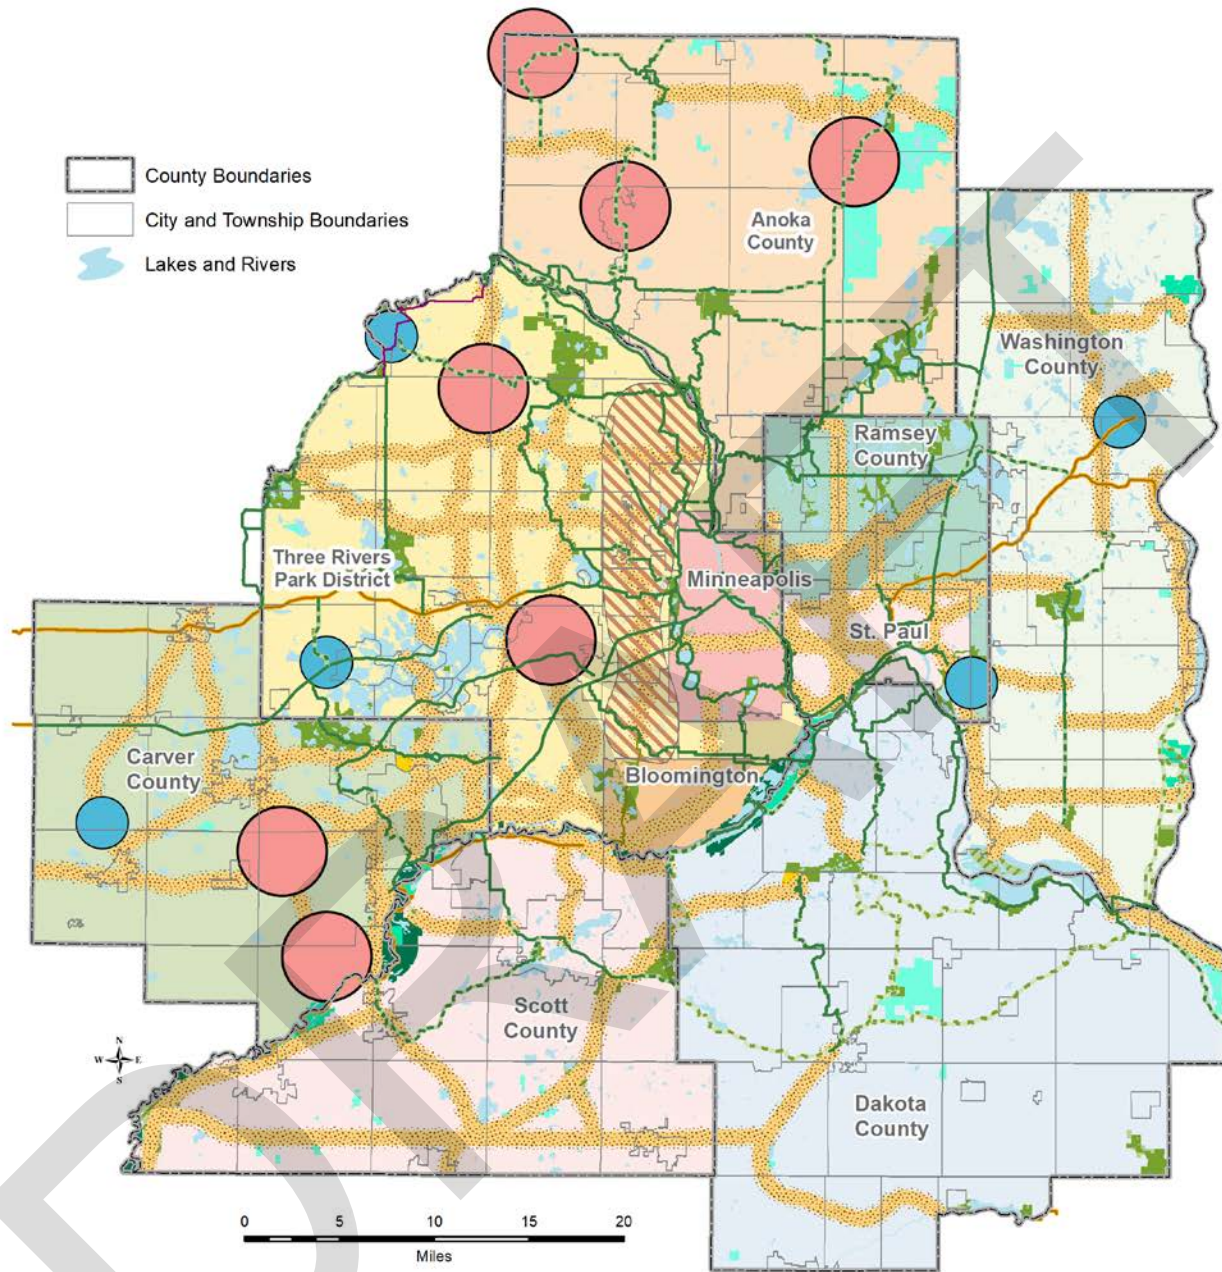 County Boundaries
City and Township Boundaries
Lakes and Rivers
Anoka
County
Washington
County
Ramsey
County
Three Rivers
Park District
Minneapolis
St. Paul
Carver
County
Bloomington
Scott
County
Dakota
County
N
W E
S
0 5 10 15 20
Miles
DRAFT